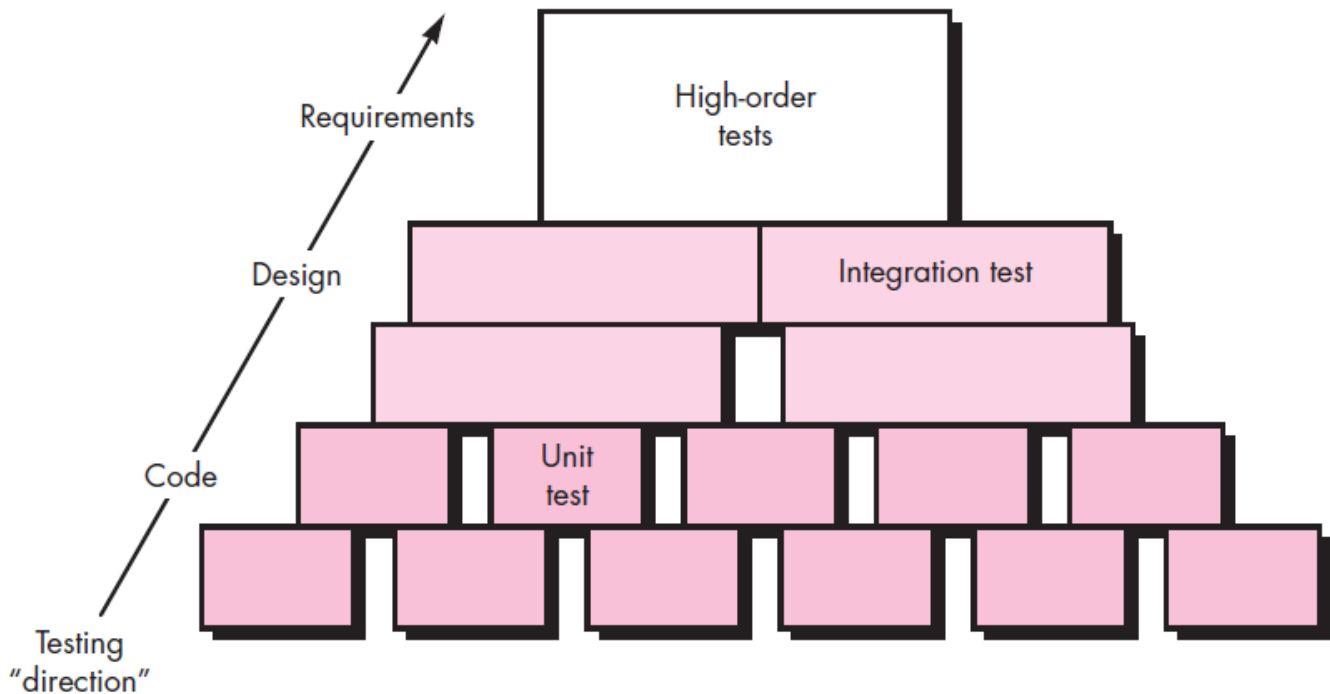 High-order
tests
Requirements
Design
Integration test
Code
Unit
test
Testing
“direction”